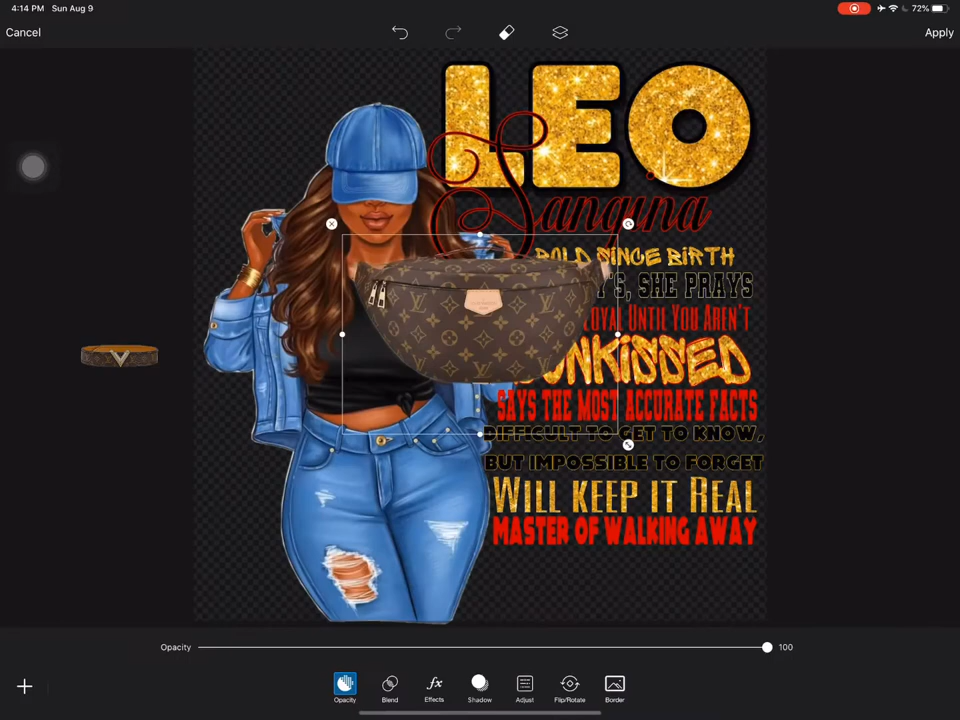 4:14 PM Sun Aug 9
72%
Cancel
Apply
LEO
Sangina
BOLD SINCE BIRTH
SHE PRAYS
LOYAL UNTIL YOU AREN'T
SUNKISSED
SAYS THE MOST ACCURATE FACTS
DIFFICULT TO GET TO KNOW,
BUT IMPOSSIBLE TO FORGET
WILL KEEP IT REAL
MASTER OF WALKING AWAY
Opacity 100
Opacity Blend Effects Shadow Adjust Flip/Rotate Border